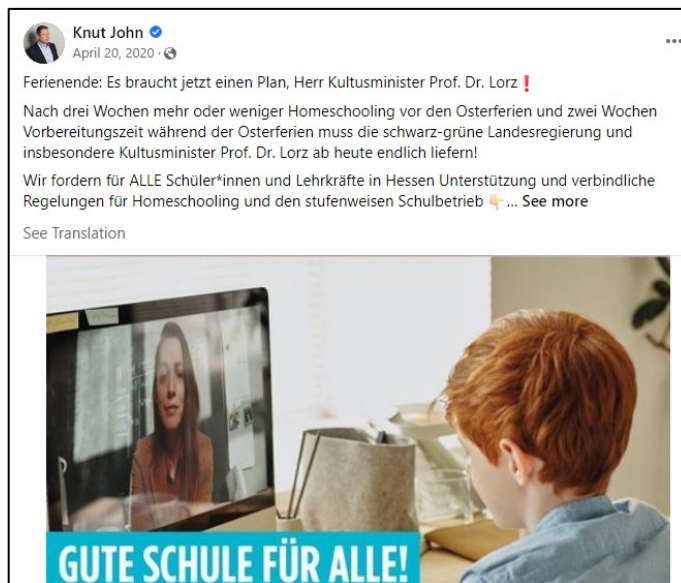 Knut John
April 20, 2020 ·
Ferienende: Es braucht jetzt einen Plan, Herr Kultusminister Prof. Dr. Lorz❗
Nach drei Wochen mehr oder weniger Homeschooling vor den Osterferien und zwei Wochen
Vorbereitungszeit während der Osterferien muss die schwarz-grüne Landesregierung und
insbesondere Kultusminister Prof. Dr. Lorz ab heute endlich liefern!
Wir fordern für ALLE Schüler*innen und Lehrkräfte in Hessen Unterstützung und verbindliche
Regelungen für Homeschooling und den stufenweisen Schulbetrieb 👇🏻... See more
See Translation
GUTE SCHULE FÜR ALLE!